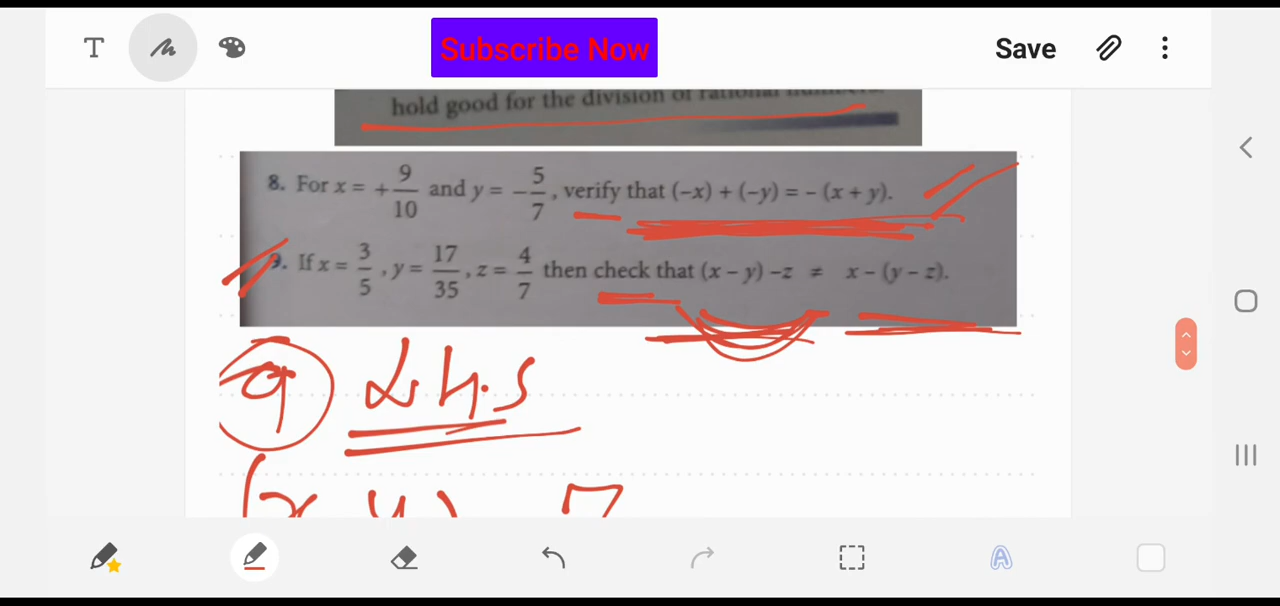 T
Subscribe Now
Save
hold good for the division of rational numbers.
8. For x = + 9/10 and y = - 5/7, verify that (-x) + (-y) = - (x + y).
9. If x = 3/5, y = 17/35, z = 4/7 then check that (x - y) -z ≠ x - (y - z).
9 L.h.s
(x y) z
A